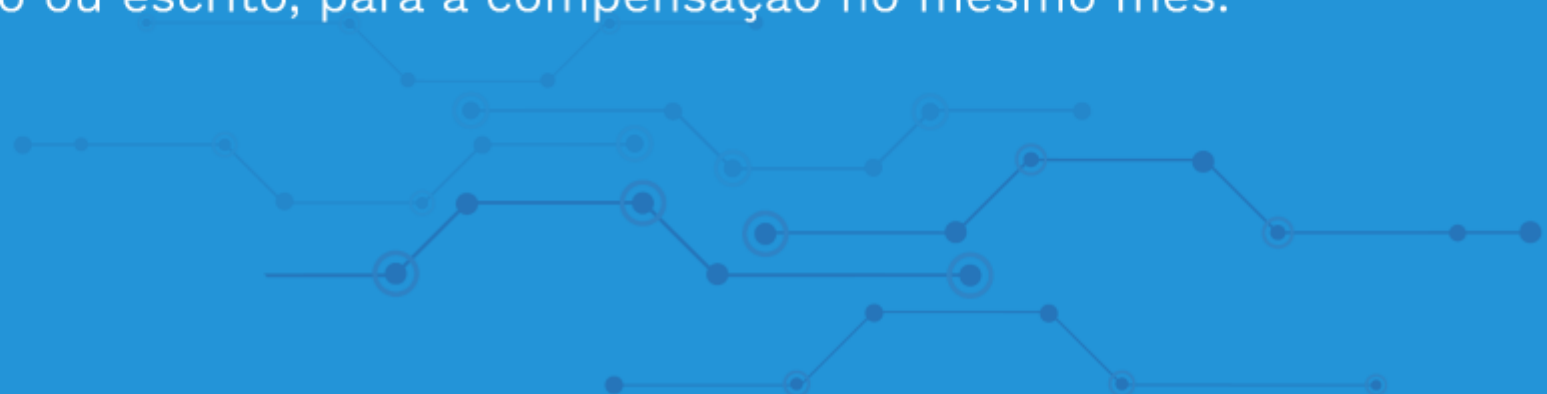 o ou escrito, para a compensação no mesmo mês.